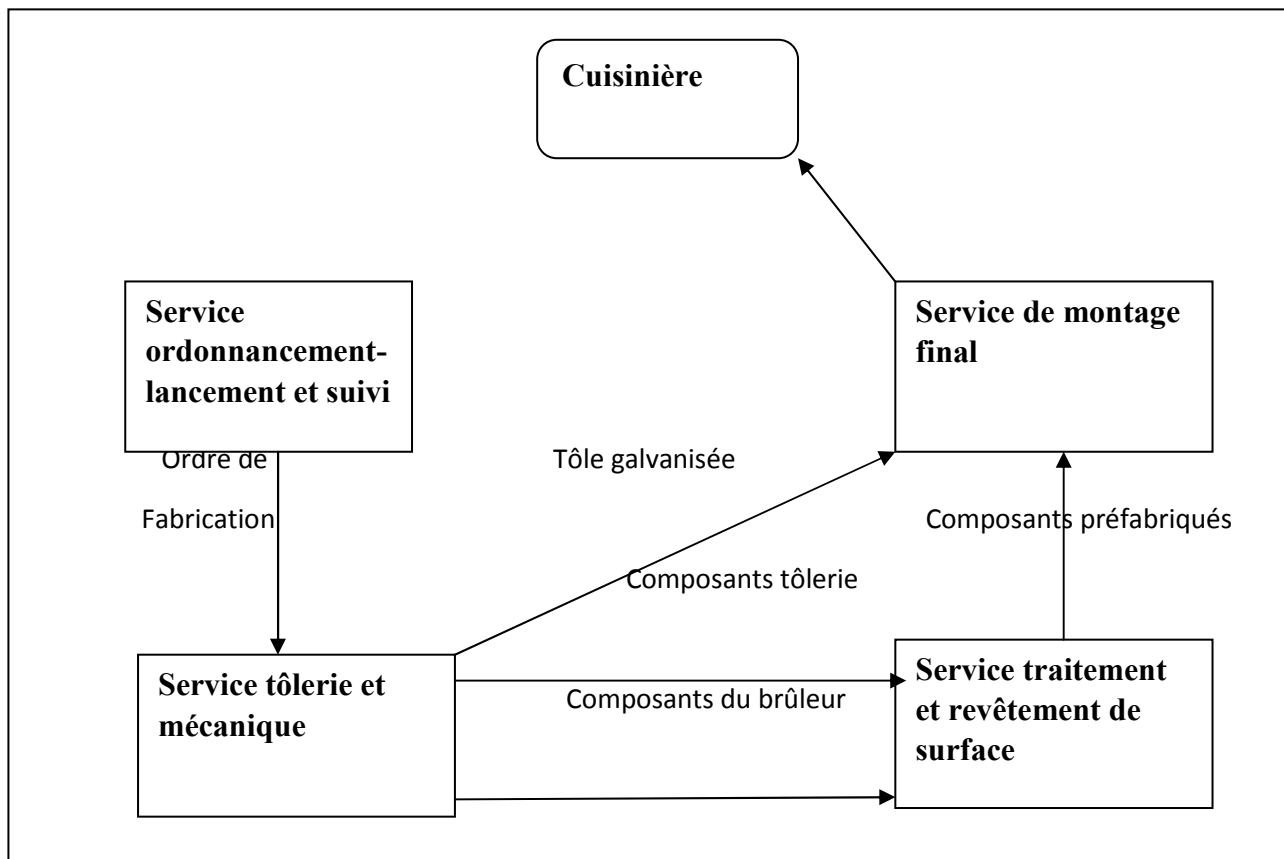 Cuisinière
Service
ordonnancement-
lancement et suivi
Service de montage
final
Ordre de
Fabrication
Tôle galvanisée
Composants préfabriqués
Composants tôlerie
Service tôlerie et
mécanique
Composants du brûleur
Service traitement
et revêtement de
surface